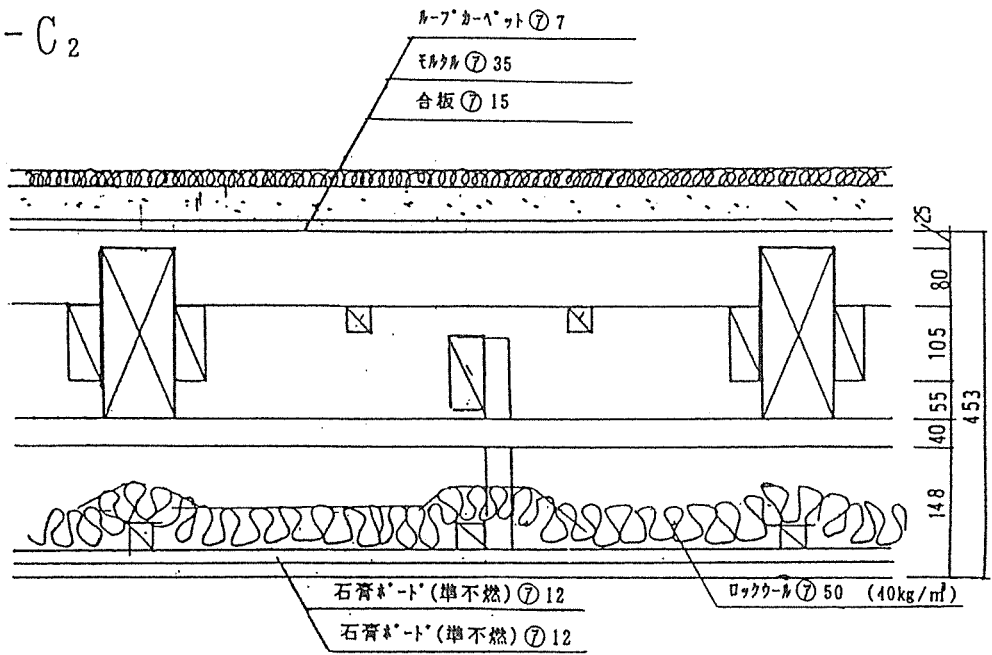 -C₂
ループカーペット⑦7
モルタル⑦35
合板⑦15
25
80
105
55
40
148
453
石膏ボード(準不燃)⑦12
石膏ボード(準不燃)⑦12
ロックウール⑦50 (40kg/㎥)